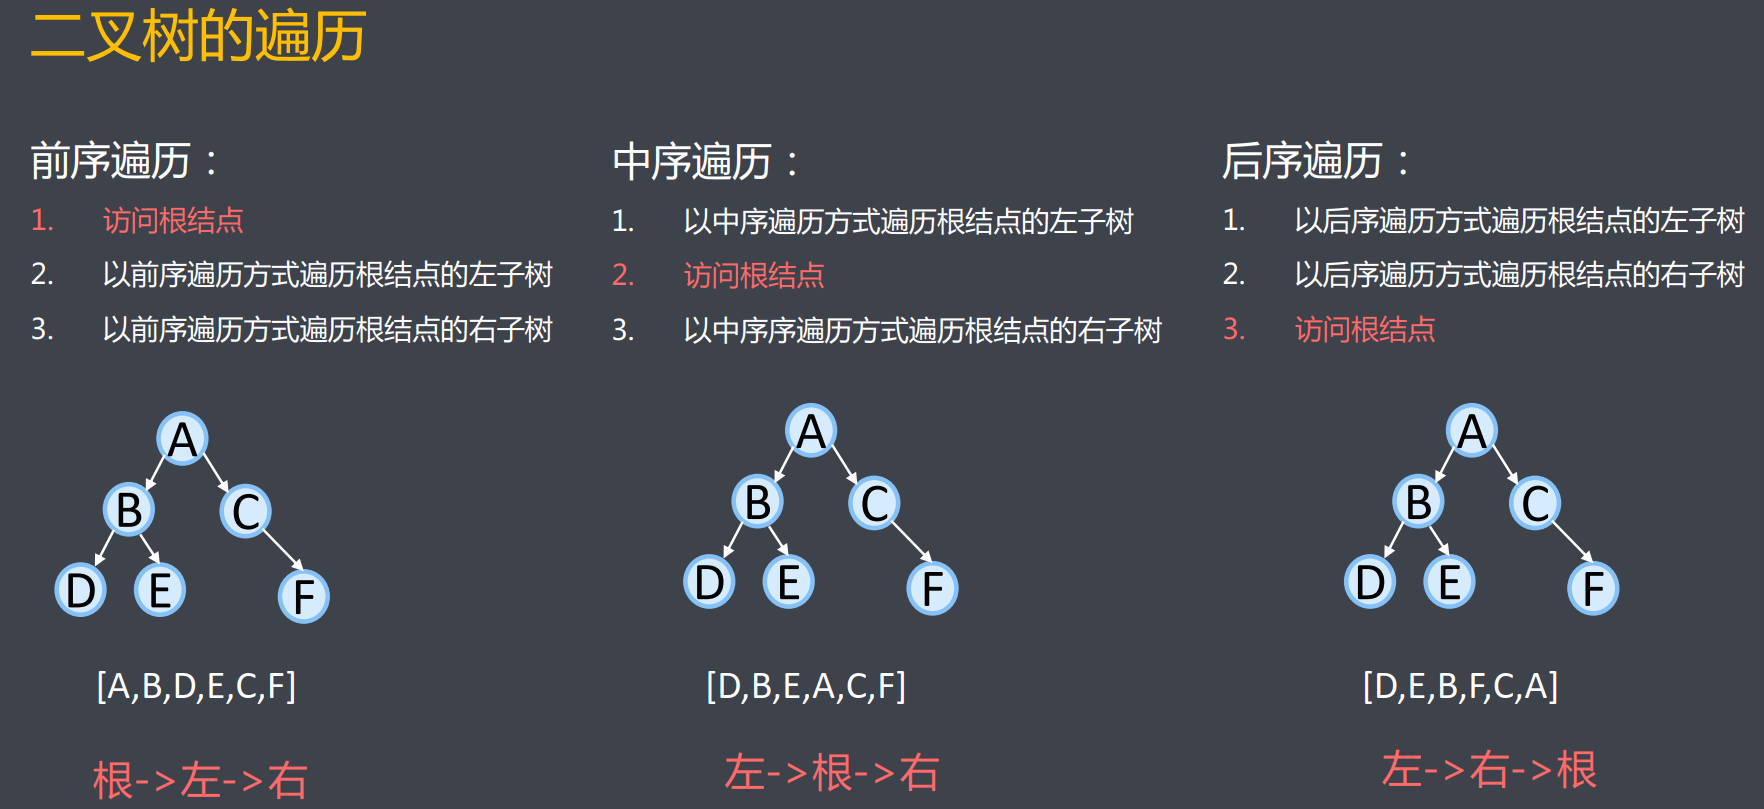 二叉树的遍历
前序遍历：
1. 访问根结点
2. 以前序遍历方式遍历根结点的左子树
3. 以前序遍历方式遍历根结点的右子树
A
B C
D E F
[A,B,D,E,C,F]
根->左->右
中序遍历：
1. 以中序遍历方式遍历根结点的左子树
2. 访问根结点
3. 以中序序遍历方式遍历根结点的右子树
A
B C
D E F
[D,B,E,A,C,F]
左->根->右
后序遍历：
1. 以后序遍历方式遍历根结点的左子树
2. 以后序遍历方式遍历根结点的右子树
3. 访问根结点
A
B C
D E F
[D,E,B,F,C,A]
左->右->根